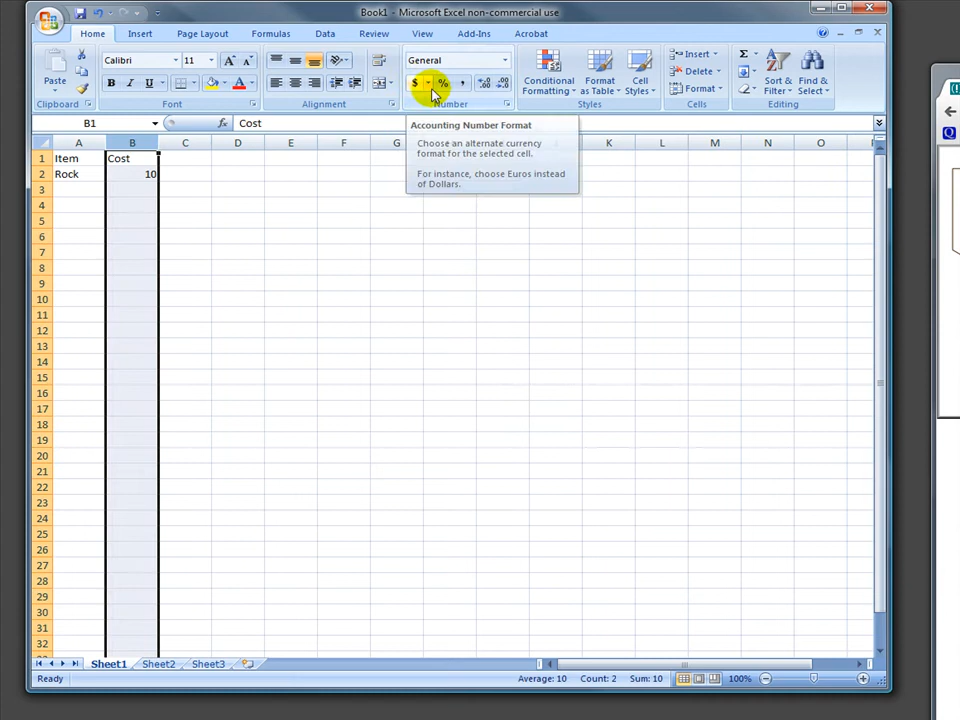 Book1 - Microsoft Excel non-commercial use
Home Insert Page Layout Formulas Data Review View Add-Ins Acrobat
Calibri 11 General
Paste
B I U A $ % ,
Conditional Formatting Format as Table Cell Styles
Insert Delete Format
Σ Sort & Filter Find & Select
Clipboard Font Alignment Number Styles Cells Editing
B1 fx Cost
Accounting Number Format
Choose an alternate currency
format for the selected cell.
For instance, choose Euros instead
of Dollars.
A B C D E F G K L M N O
1 Item Cost
2 Rock 10
3
4
5
6
7
8
9
10
11
12
13
14
15
16
17
18
19
20
21
22
23
24
25
26
27
28
29
30
31
32
Sheet1 Sheet2 Sheet3
Ready Average: 10 Count: 2 Sum: 10 100%